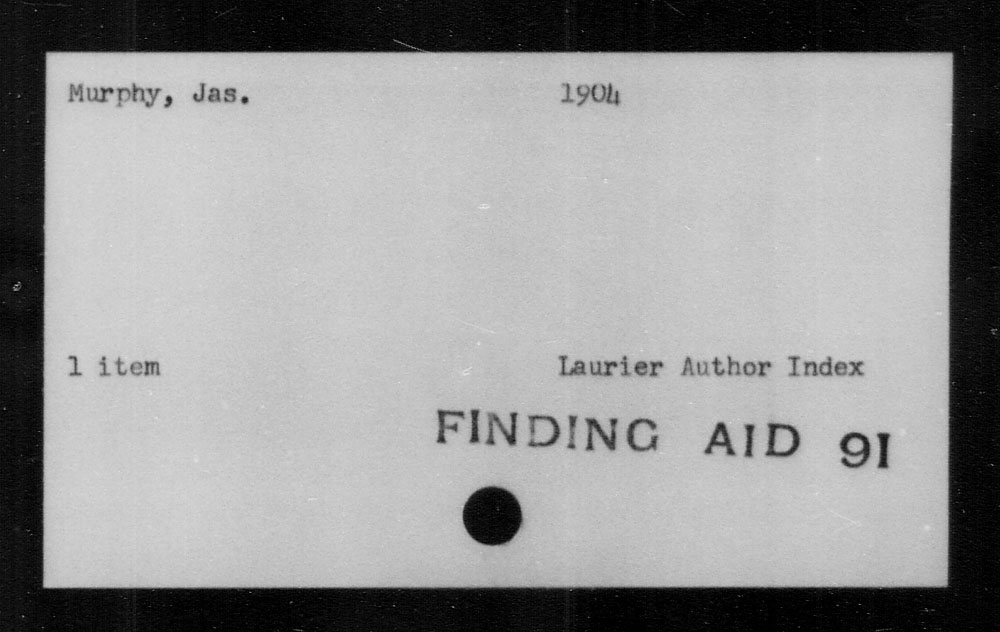 Murphy, Jas. 1904
1 item Laurier Author Index
FINDING AID 91